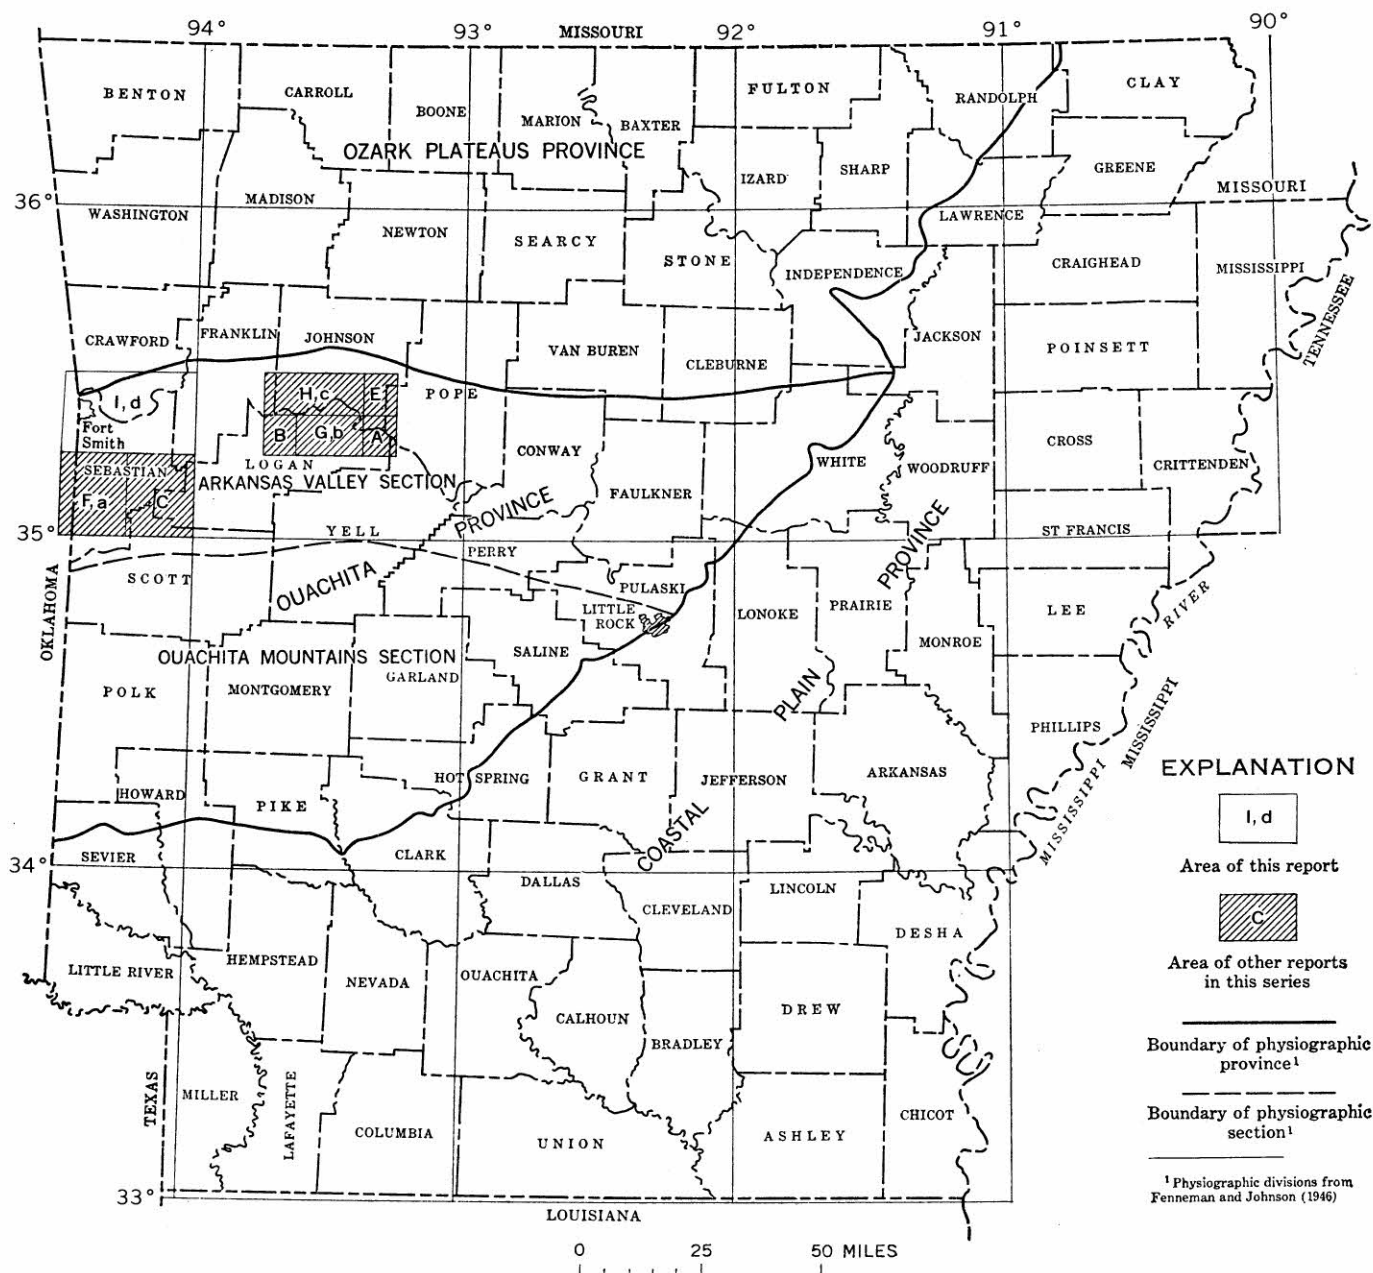 94°
93°
MISSOURI
92°
91°
90°
BENTON
CARROLL
BOONE
MARION
BAXTER
FULTON
RANDOLPH
CLAY
OZARK PLATEAUS PROVINCE
IZARD
SHARP
GREENE
36°
WASHINGTON
MADISON
NEWTON
SEARCY
STONE
LAWRENCE
MISSOURI
INDEPENDENCE
CRAIGHEAD
MISSISSIPPI
TENNESSEE
CRAWFORD
FRANKLIN
JOHNSON
VAN BUREN
CLEBURNE
JACKSON
POINSETT
I, d
Fort
Smith
H, c
E
POPE
B
G, b
A
CONWAY
WHITE
WOODRUFF
CROSS
CRITTENDEN
SEBASTIAN
LOGAN
ARKANSAS VALLEY SECTION
F, a
C
FAULKNER
PROVINCE
35°
YELL
PERRY
PROVINCE
ST FRANCIS
SCOTT
OUACHITA
PULASKI
LITTLE
ROCK
LONOKE
PRAIRIE
LEE
RIVER
OKLAHOMA
OUACHITA MOUNTAINS SECTION
SALINE
MONROE
POLK
MONTGOMERY
GARLAND
PLAIN
PHILLIPS
MISSISSIPPI
MISSISSIPPI
HOWARD
PIKE
HOT SPRING
GRANT
JEFFERSON
ARKANSAS
COASTAL
34°
SEVIER
CLARK
DALLAS
CLEVELAND
LINCOLN
DESHA
LITTLE RIVER
HEMPSTEAD
NEVADA
OUACHITA
CALHOUN
DREW
BRADLEY
TEXAS
MILLER
LAFAYETTE
COLUMBIA
UNION
ASHLEY
CHICOT
33°
LOUISIANA
0 25 50 MILES
EXPLANATION
I, d
Area of this report
C
Area of other reports
in this series
Boundary of physiographic
province¹
Boundary of physiographic
section¹
¹ Physiographic divisions from
Fenneman and Johnson (1946)